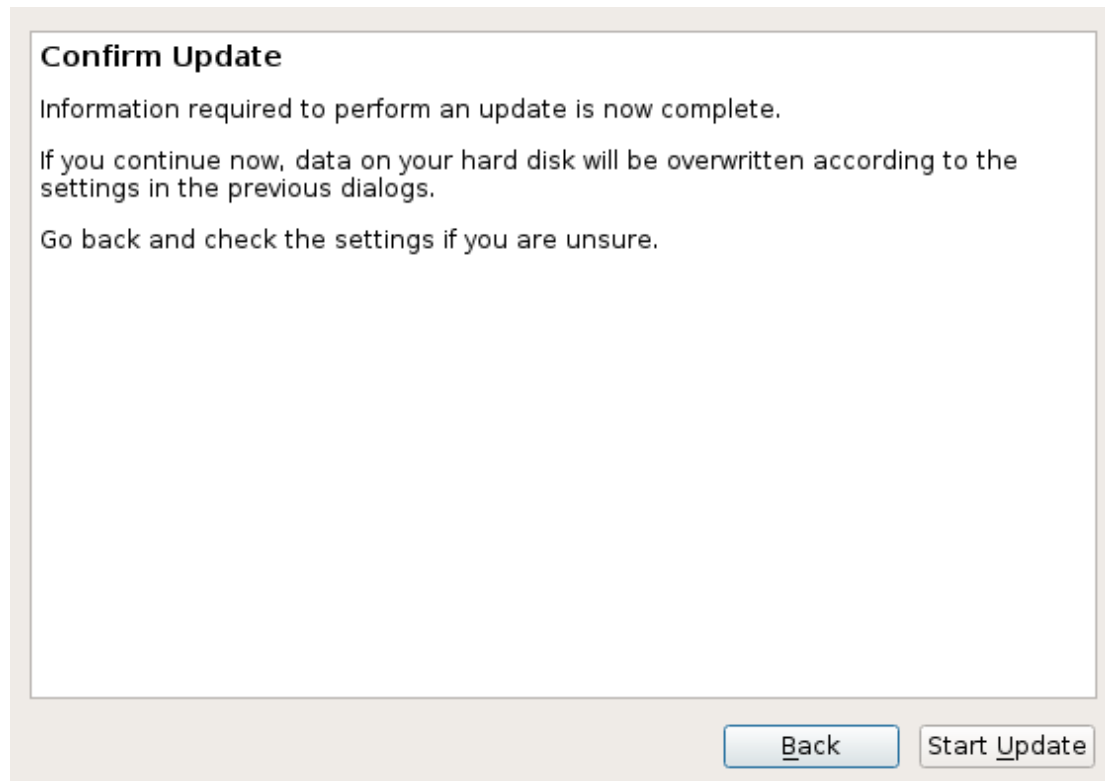 Confirm Update
Information required to perform an update is now complete.
If you continue now, data on your hard disk will be overwritten according to the
settings in the previous dialogs.
Go back and check the settings if you are unsure.
Back
Start Update